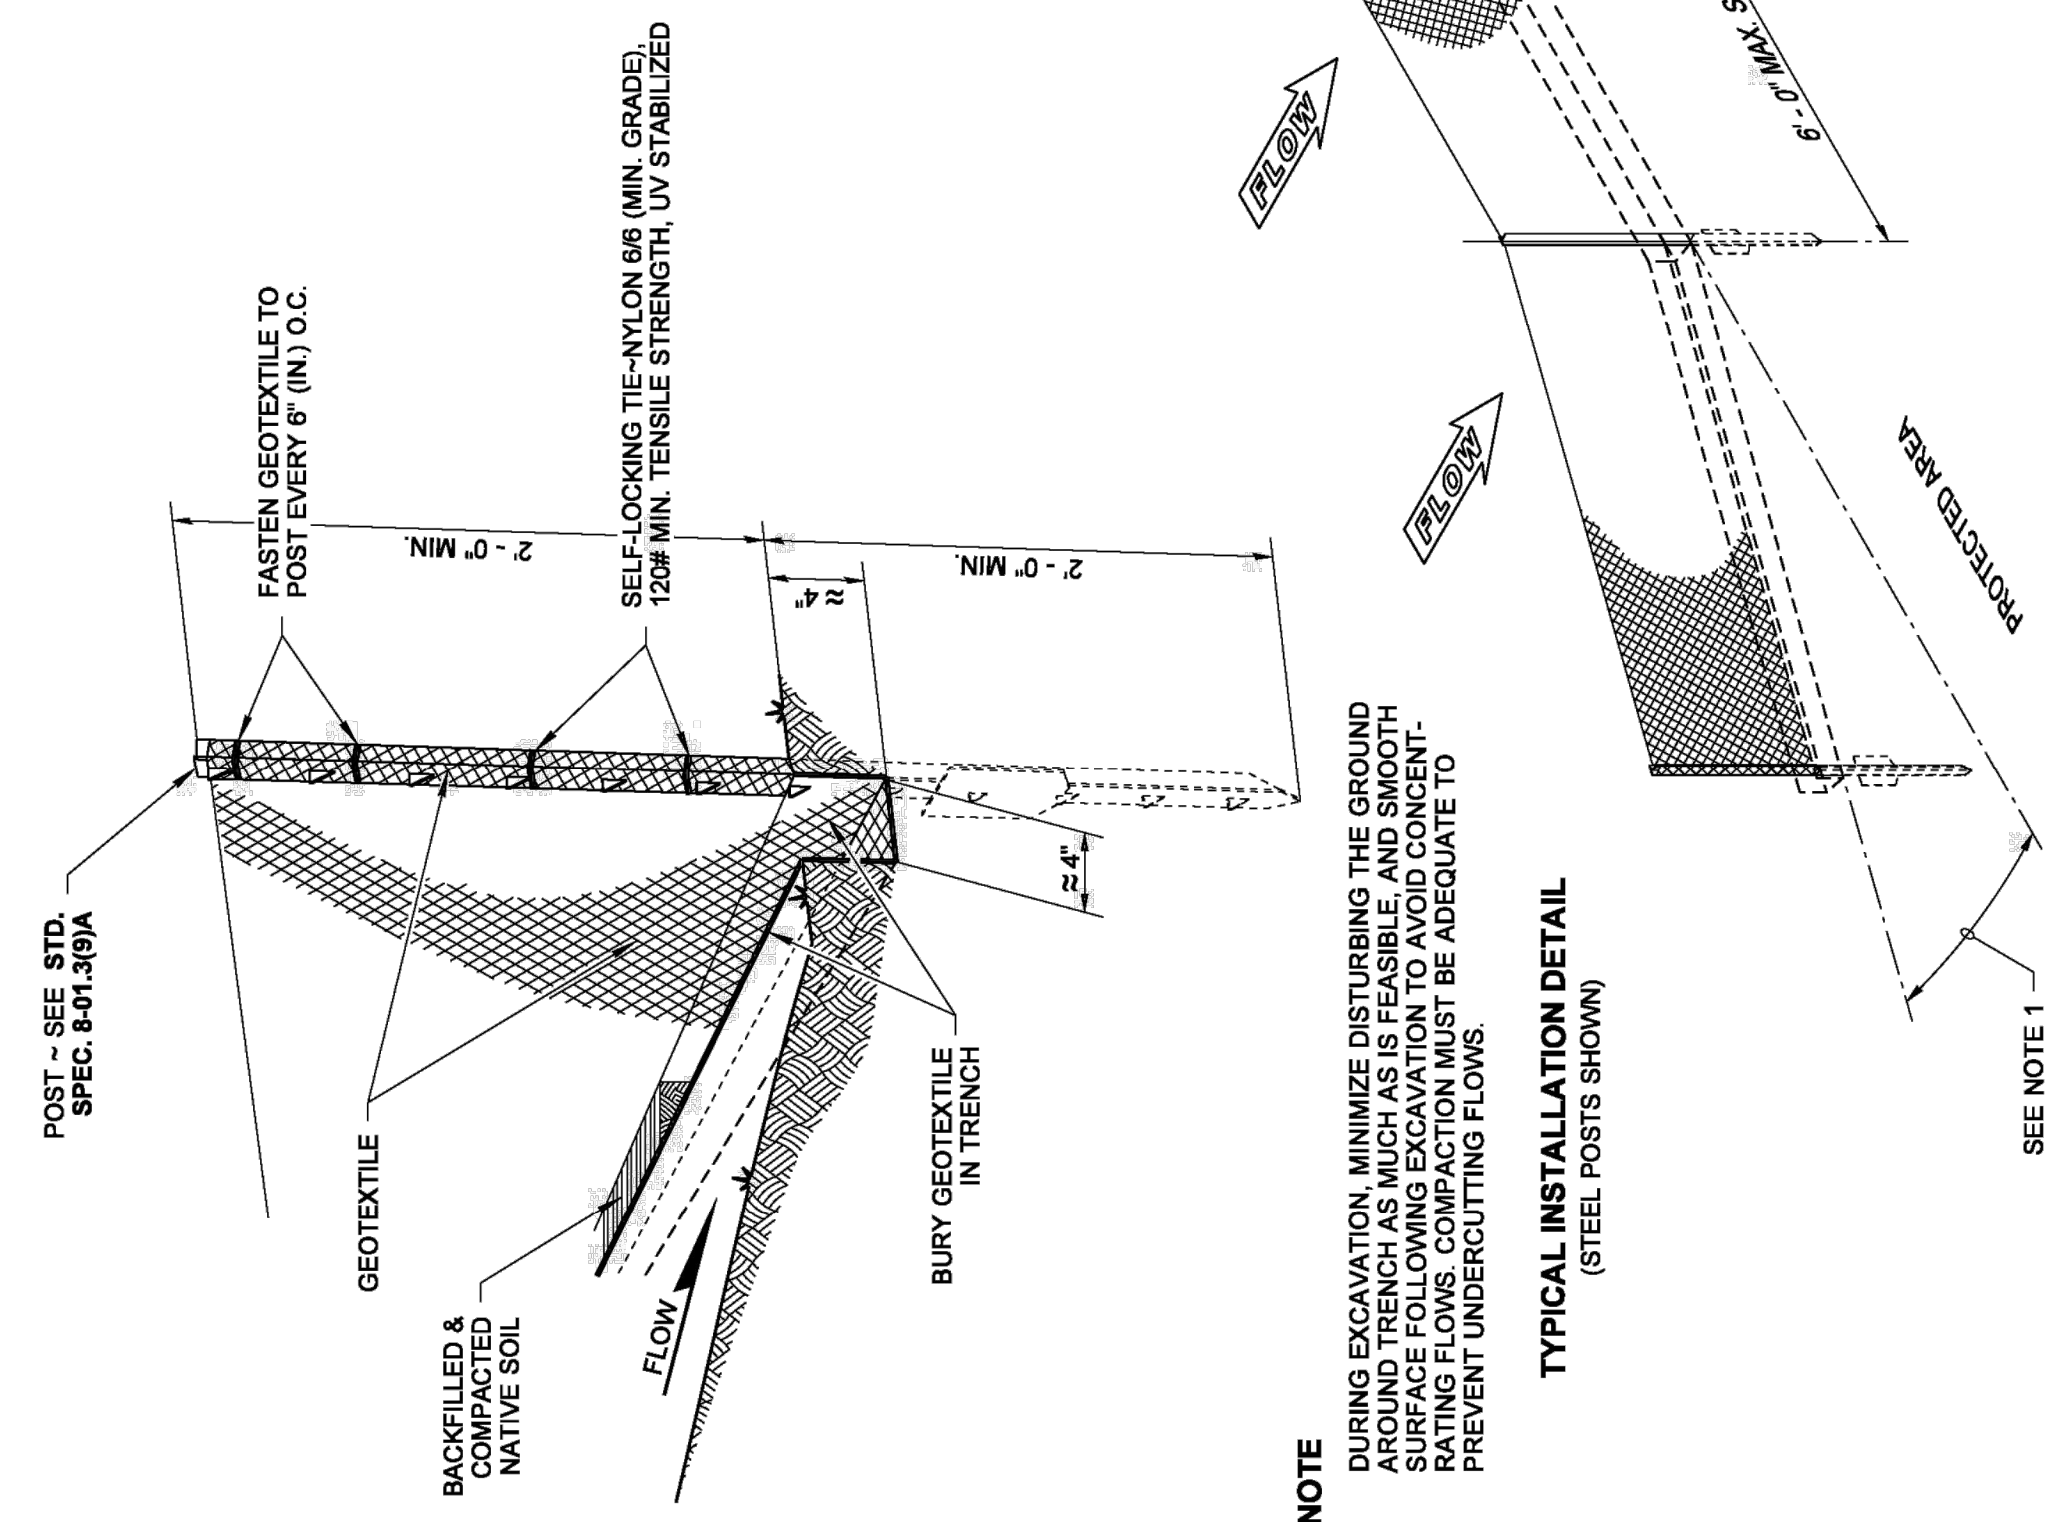 POST ~ SEE STD.
SPEC. 8-01.3(9)A
FASTEN GEOTEXTILE TO
POST EVERY 6" (IN.) O.C.
SELF-LOCKING TIE~NYLON 6/6 (MIN. GRADE),
120# MIN. TENSILE STRENGTH, UV STABILIZED
2' - 0" MIN.
2' - 0" MIN.
≈ 4"
≈ 4"
GEOTEXTILE
BACKFILLED &
COMPACTED
NATIVE SOIL
FLOW
BURY GEOTEXTILE
IN TRENCH
NOTE
DURING EXCAVATION, MINIMIZE DISTURBING THE GROUND
AROUND TRENCH AS MUCH AS IS FEASIBLE, AND SMOOTH
SURFACE FOLLOWING EXCAVATION TO AVOID CONCENT-
RATING FLOWS. COMPACTION MUST BE ADEQUATE TO
PREVENT UNDERCUTTING FLOWS.
TYPICAL INSTALLATION DETAIL
(STEEL POSTS SHOWN)
FLOW
FLOW
PROTECTED AREA
SEE NOTE 1
- 0" MAX.